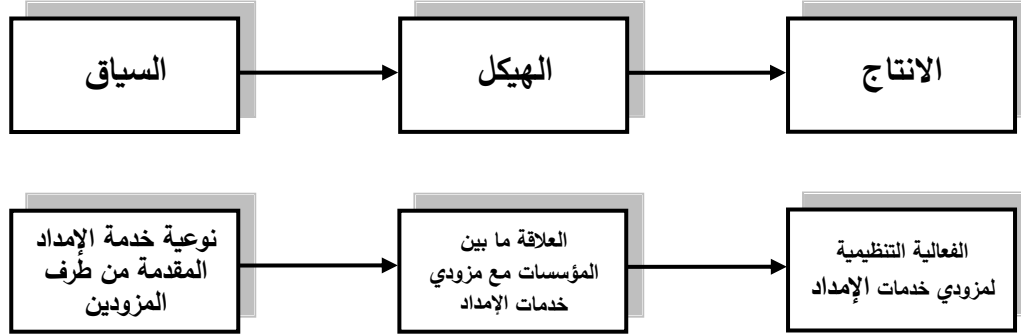 السياق
الهيكل
الانتاج
نوعية خدمة الإمداد
المقدمة من طرف
المزودين
العلاقة ما بين
المؤسسات مع مزودي
خدمات الإمداد
الفعالية التنظيمية
لمزودي خدمات الإمداد